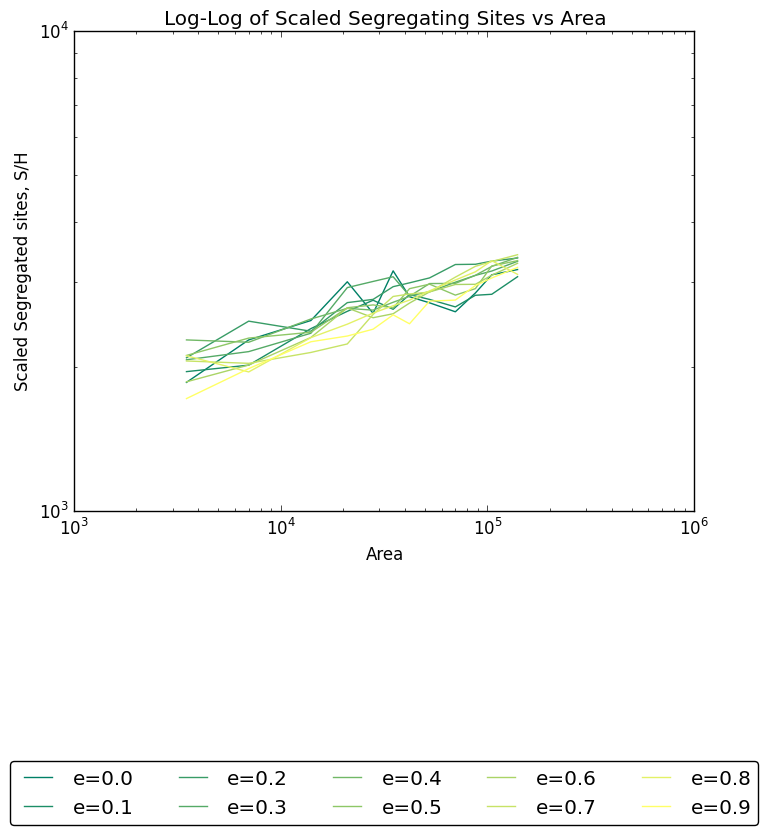 Log-Log of Scaled Segregating Sites vs Area
10^4
Scaled Segregated sites, S/H
10^3
10^3 10^4 10^5 10^6
Area
e=0.0 e=0.2 e=0.4 e=0.6 e=0.8
e=0.1 e=0.3 e=0.5 e=0.7 e=0.9